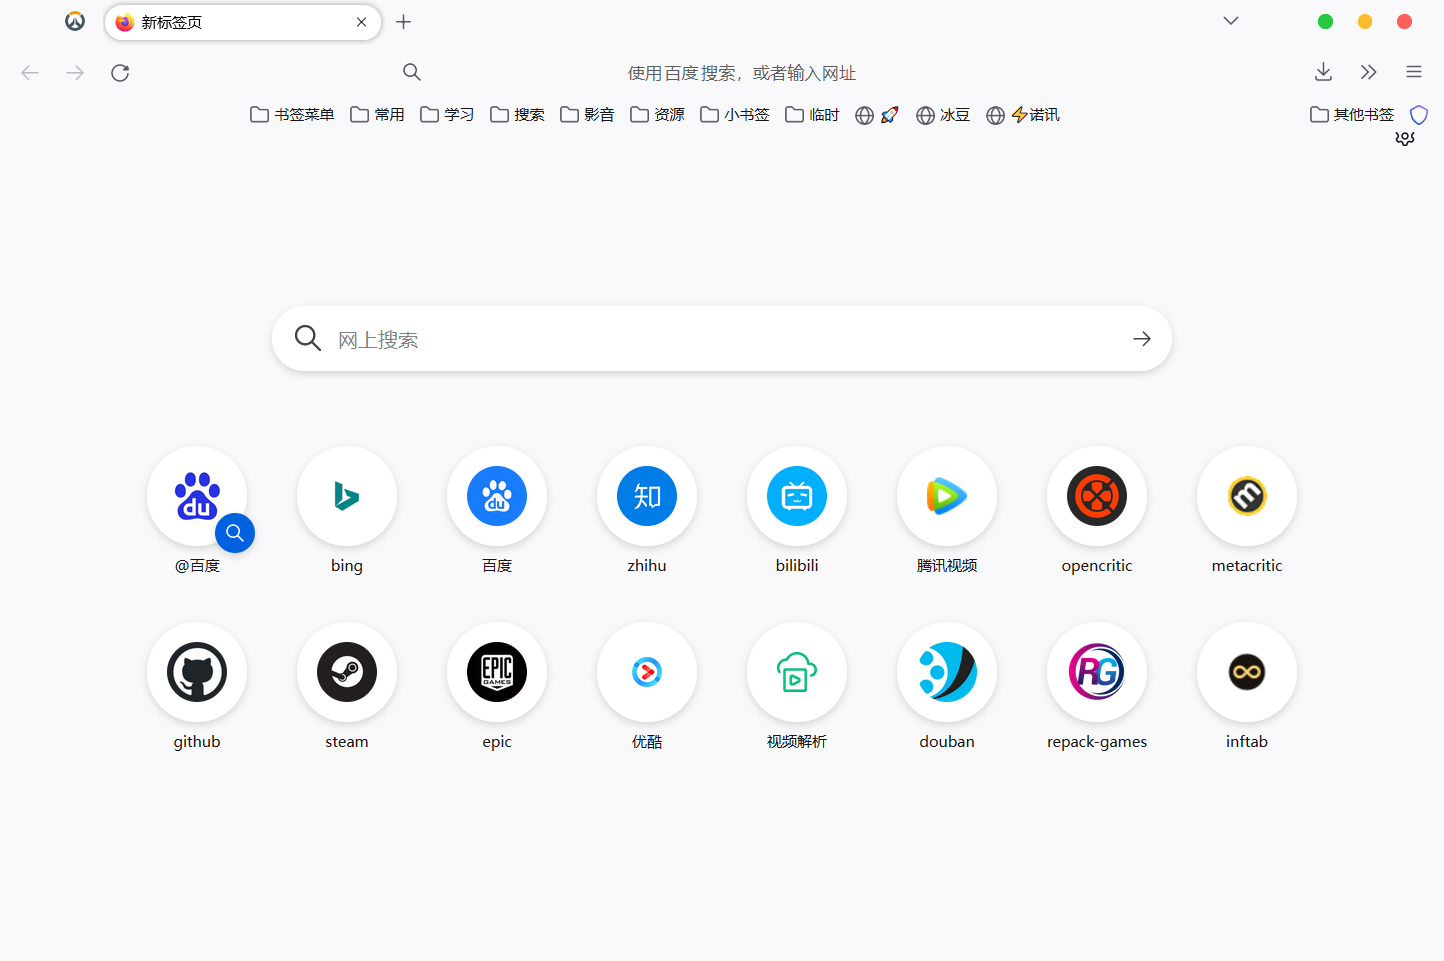 新标签页
使用百度搜索，或者输入网址
书签菜单 常用 学习 搜索 影音 资源 小书签 临时 🚀 冰豆 ⚡诺讯 其他书签
网上搜索
du du 知
@百度 bing 百度 zhihu bilibili 腾讯视频 opencritic metacritic
EPIC GAMES RG
github steam epic 优酷 视频解析 douban repack-games inftab